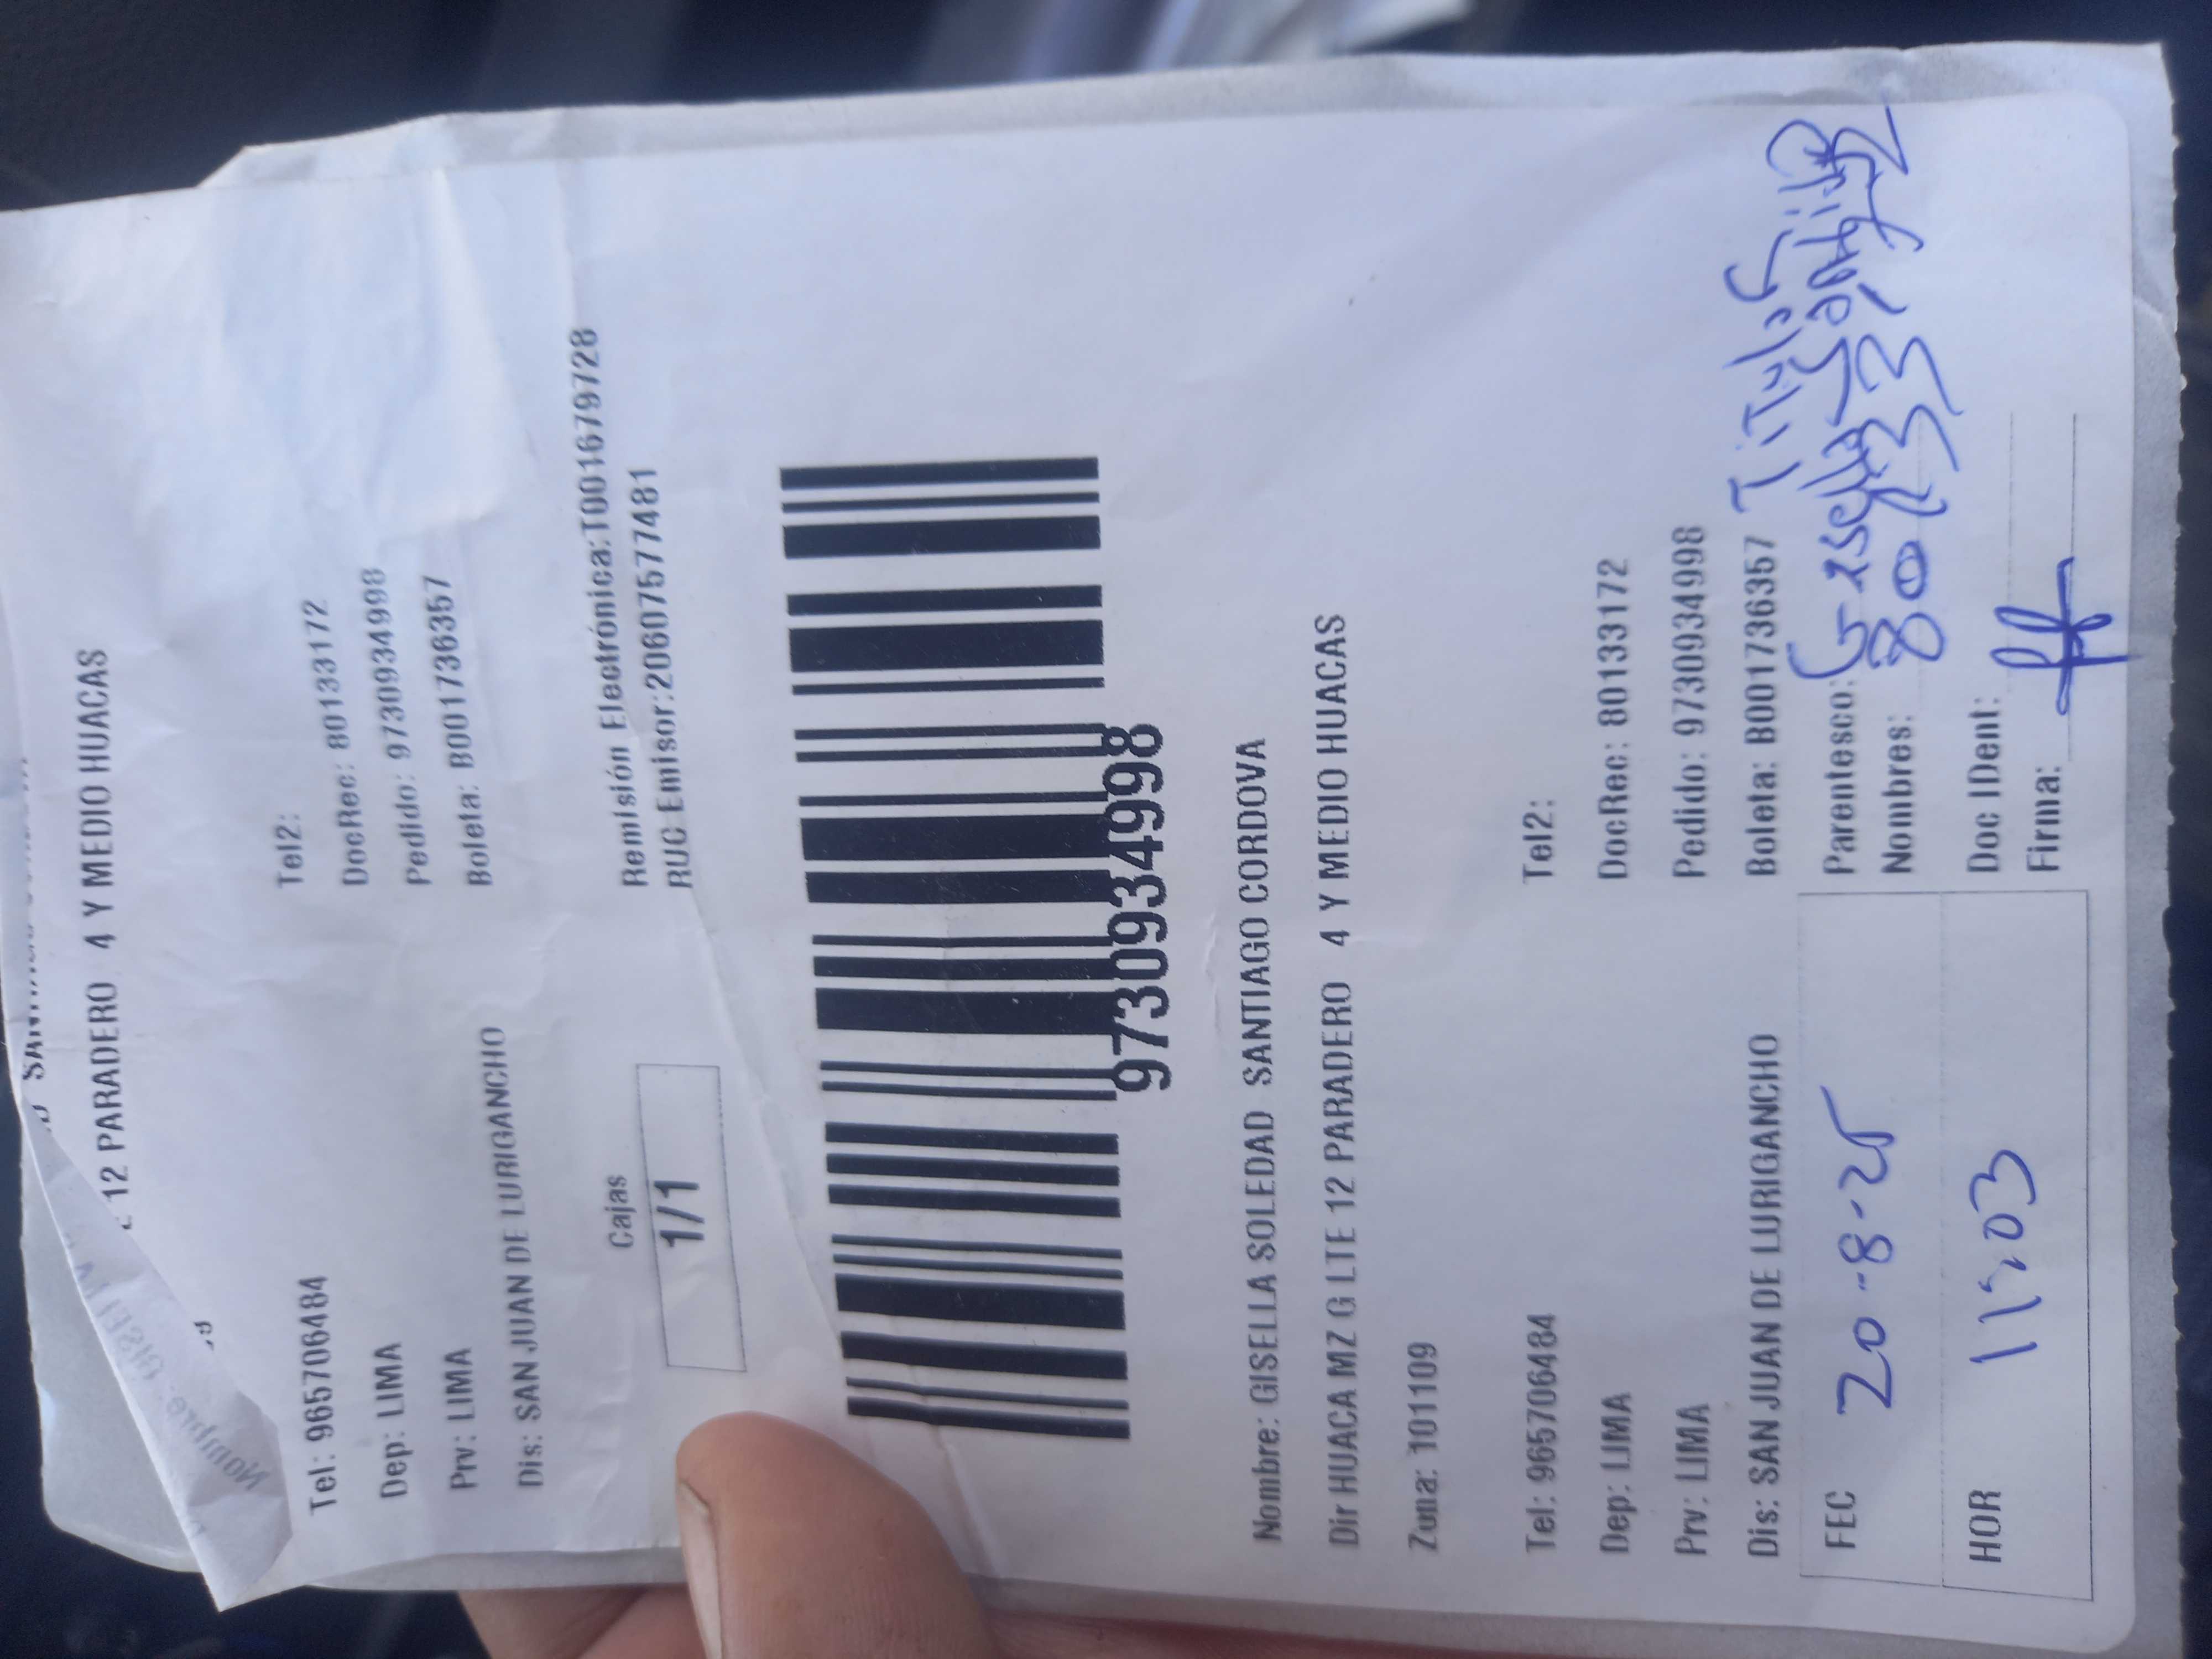 SANTIAGO
12 PARADERO 4 Y MEDIO HUACAS
Tel: 965706484 Tel2:
Dep: LIMA DocRec: 80133172
Prv: LIMA Pedido: 9730934998
Dis: SAN JUAN DE LURIGANCHO Boleta: B001736357
Cajas Remisión Electrónica:T001679728
1/1 RUC Emisor:20607577481
9730934998
Nombre: GISELLA SOLEDAD SANTIAGO CORDOVA
Dir HUACA MZ G LTE 12 PARADERO 4 Y MEDIO HUACAS
Zona: 101109
Tel: 965706484 Tel2:
Dep: LIMA DocRec: 80133172
Prv: LIMA Pedido: 9730934998
Dis: SAN JUAN DE LURIGANCHO Boleta: B001736357
FEC 20-8-25 Parentesco: Titular
Nombres: Gisella Santiago
HOR 11:03 Doc IDent: 80133172
Firma: